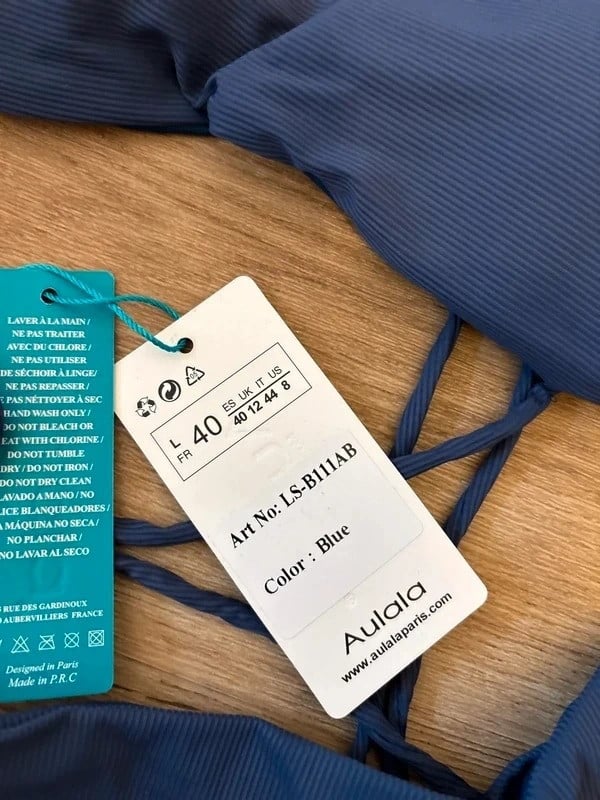 LAVER À LA MAIN /
NE PAS TRAITER
AVEC DU CHLORE /
NE PAS UTILISER
DE SÉCHOIR À LINGE/
NE PAS REPASSER /
PAS NÉTTOYER À SEC
HAND WASH ONLY /
DO NOT BLEACH OR
EAT WITH CHLORINE /
DO NOT TUMBLE
DRY / DO NOT IRON /
DO NOT DRY CLEAN
LAVADO A MANO / NO
LICE BLANQUEADORES /
A MÁQUINA NO SECA /
NO PLANCHAR /
NO LAVAR AL SECO
RUE DES GARDINOUX
AUBERVILLIERS FRANCE
Designed in Paris
Made in P.R.C
05
L ES UK IT US
FR 40 40 12 44 8
Art No: LS-B111AB
Color : Blue
Aulala
www.aulalaparis.com